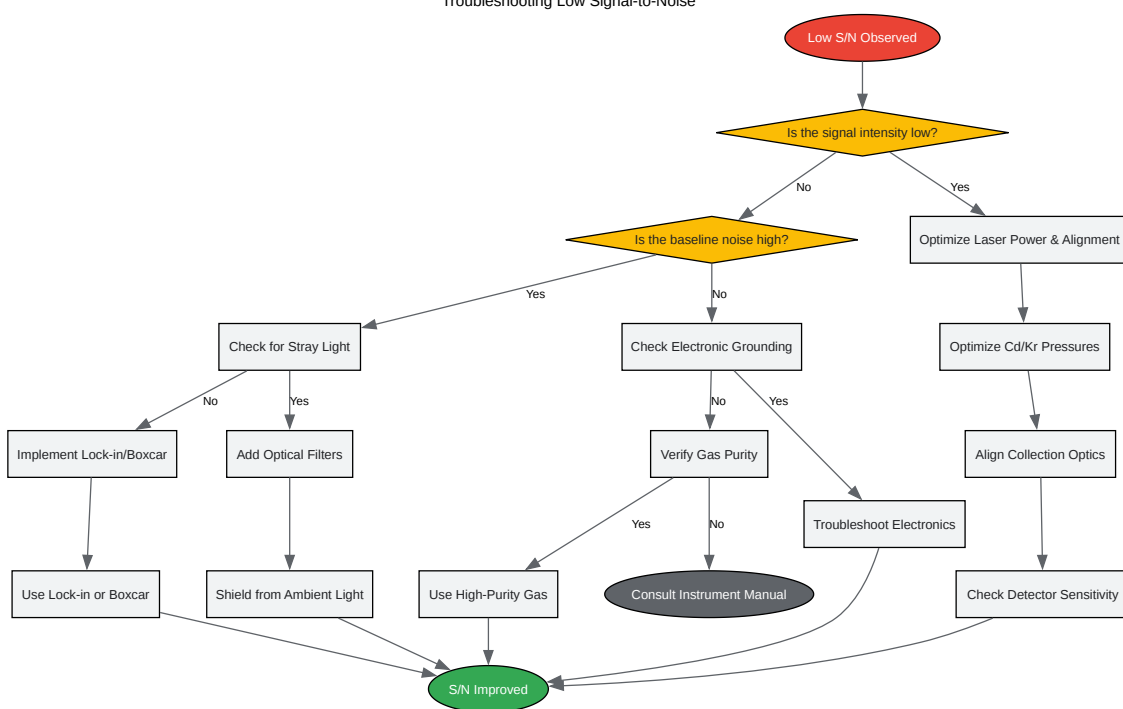 Troubleshooting Low Signal-to-Noise
Low S/N Observed
Is the signal intensity low?
No
Yes
Is the baseline noise high?
Optimize Laser Power & Alignment
Yes
No
Check for Stray Light
Check Electronic Grounding
Optimize Cd/Kr Pressures
No
Yes
No
Yes
Implement Lock-in/Boxcar
Add Optical Filters
Verify Gas Purity
Align Collection Optics
Yes
No
Troubleshoot Electronics
Use Lock-in or Boxcar
Shield from Ambient Light
Use High-Purity Gas
Consult Instrument Manual
Check Detector Sensitivity
S/N Improved